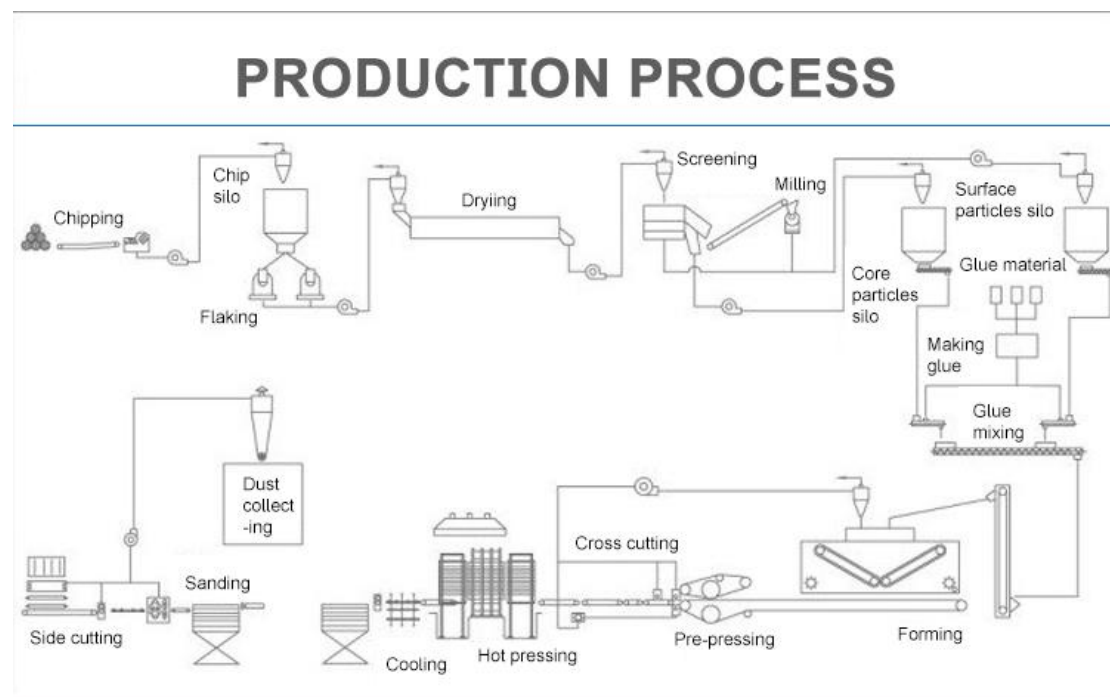 PRODUCTION PROCESS
Chipping
Chip
silo
Flaking
Dryiing
Screening
Milling
Core
particles
silo
Surface
particles silo
Glue material
Making
glue
Glue
mixing
Forming
Pre-pressing
Cross cutting
Hot pressing
Cooling
Sanding
Side cutting
Dust
collect
-ing